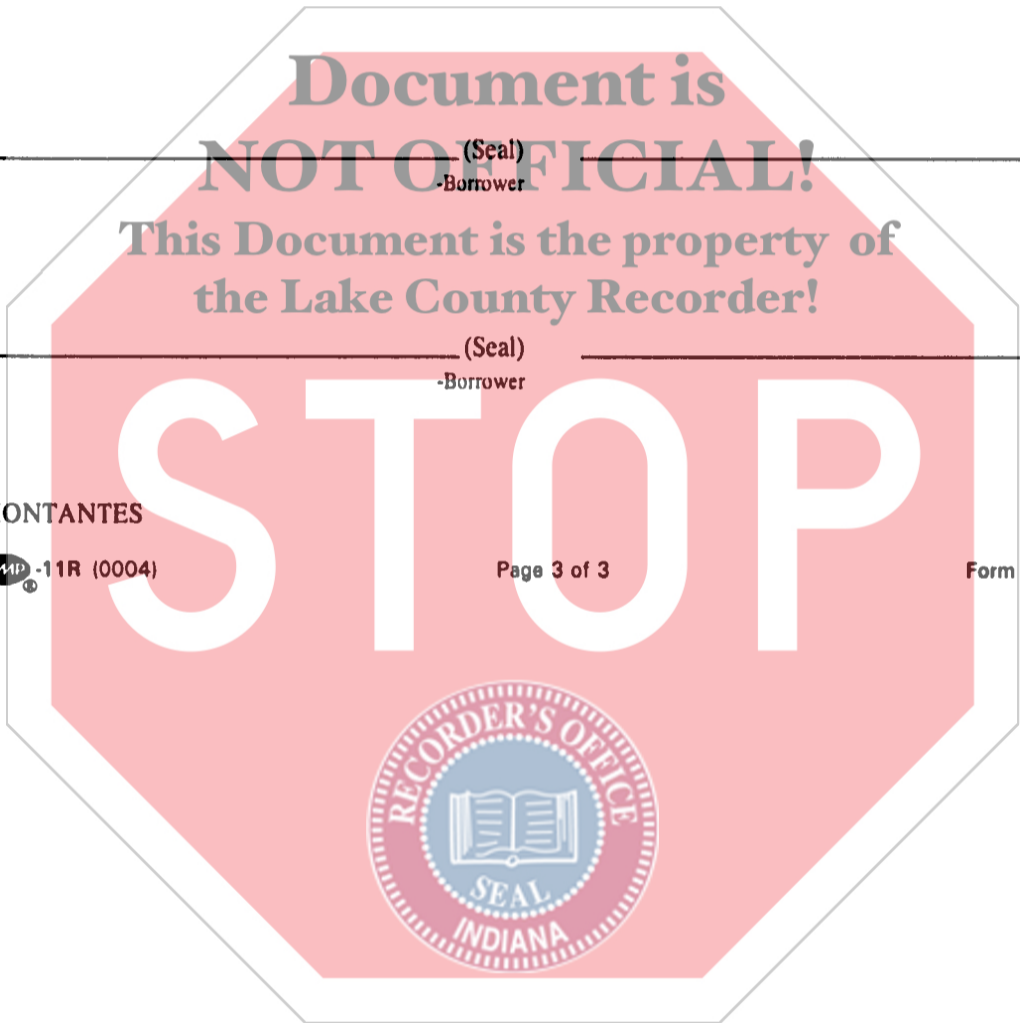 Document is
(Seal)
NOT OFFICIAL!
-Borrower
This Document is the property of
the Lake County Recorder!
(Seal)
-Borrower
STOP
ONTANTES
MP ® -11R (0004) Page 3 of 3 Form
RECORDER'S OFFICE
SEAL
INDIANA